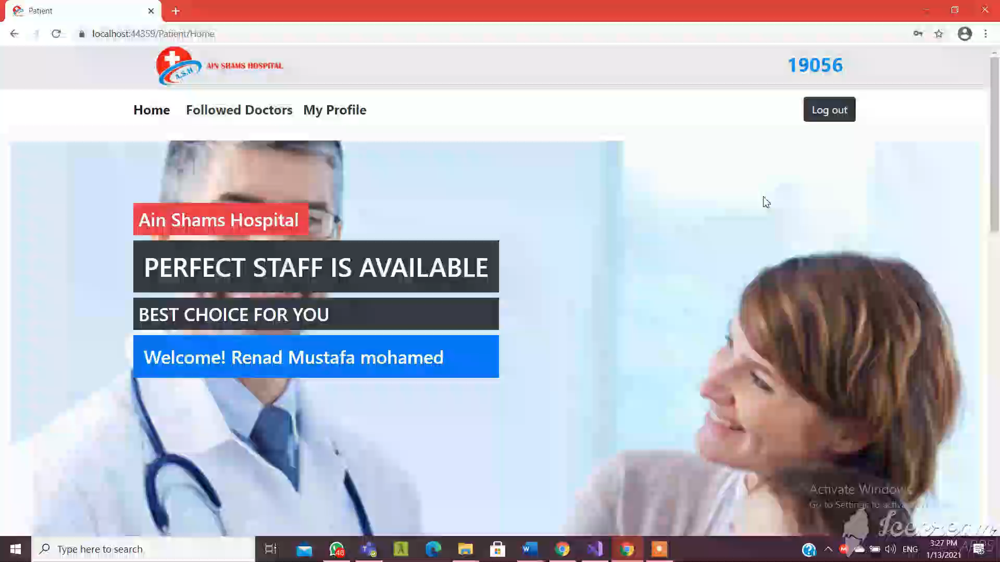 Patient
localhost:44359/Patient/Home
A.S.H
AIN SHAMS HOSPITAL
19056
Home Followed Doctors My Profile
Log out
Ain Shams Hospital
PERFECT STAFF IS AVAILABLE
BEST CHOICE FOR YOU
Welcome! Renad Mustafa mohamed
Activate Windows
Go to Settings to activate
Icecream
APPS
Type here to search
48
ENG
3:27 PM
1/13/2021